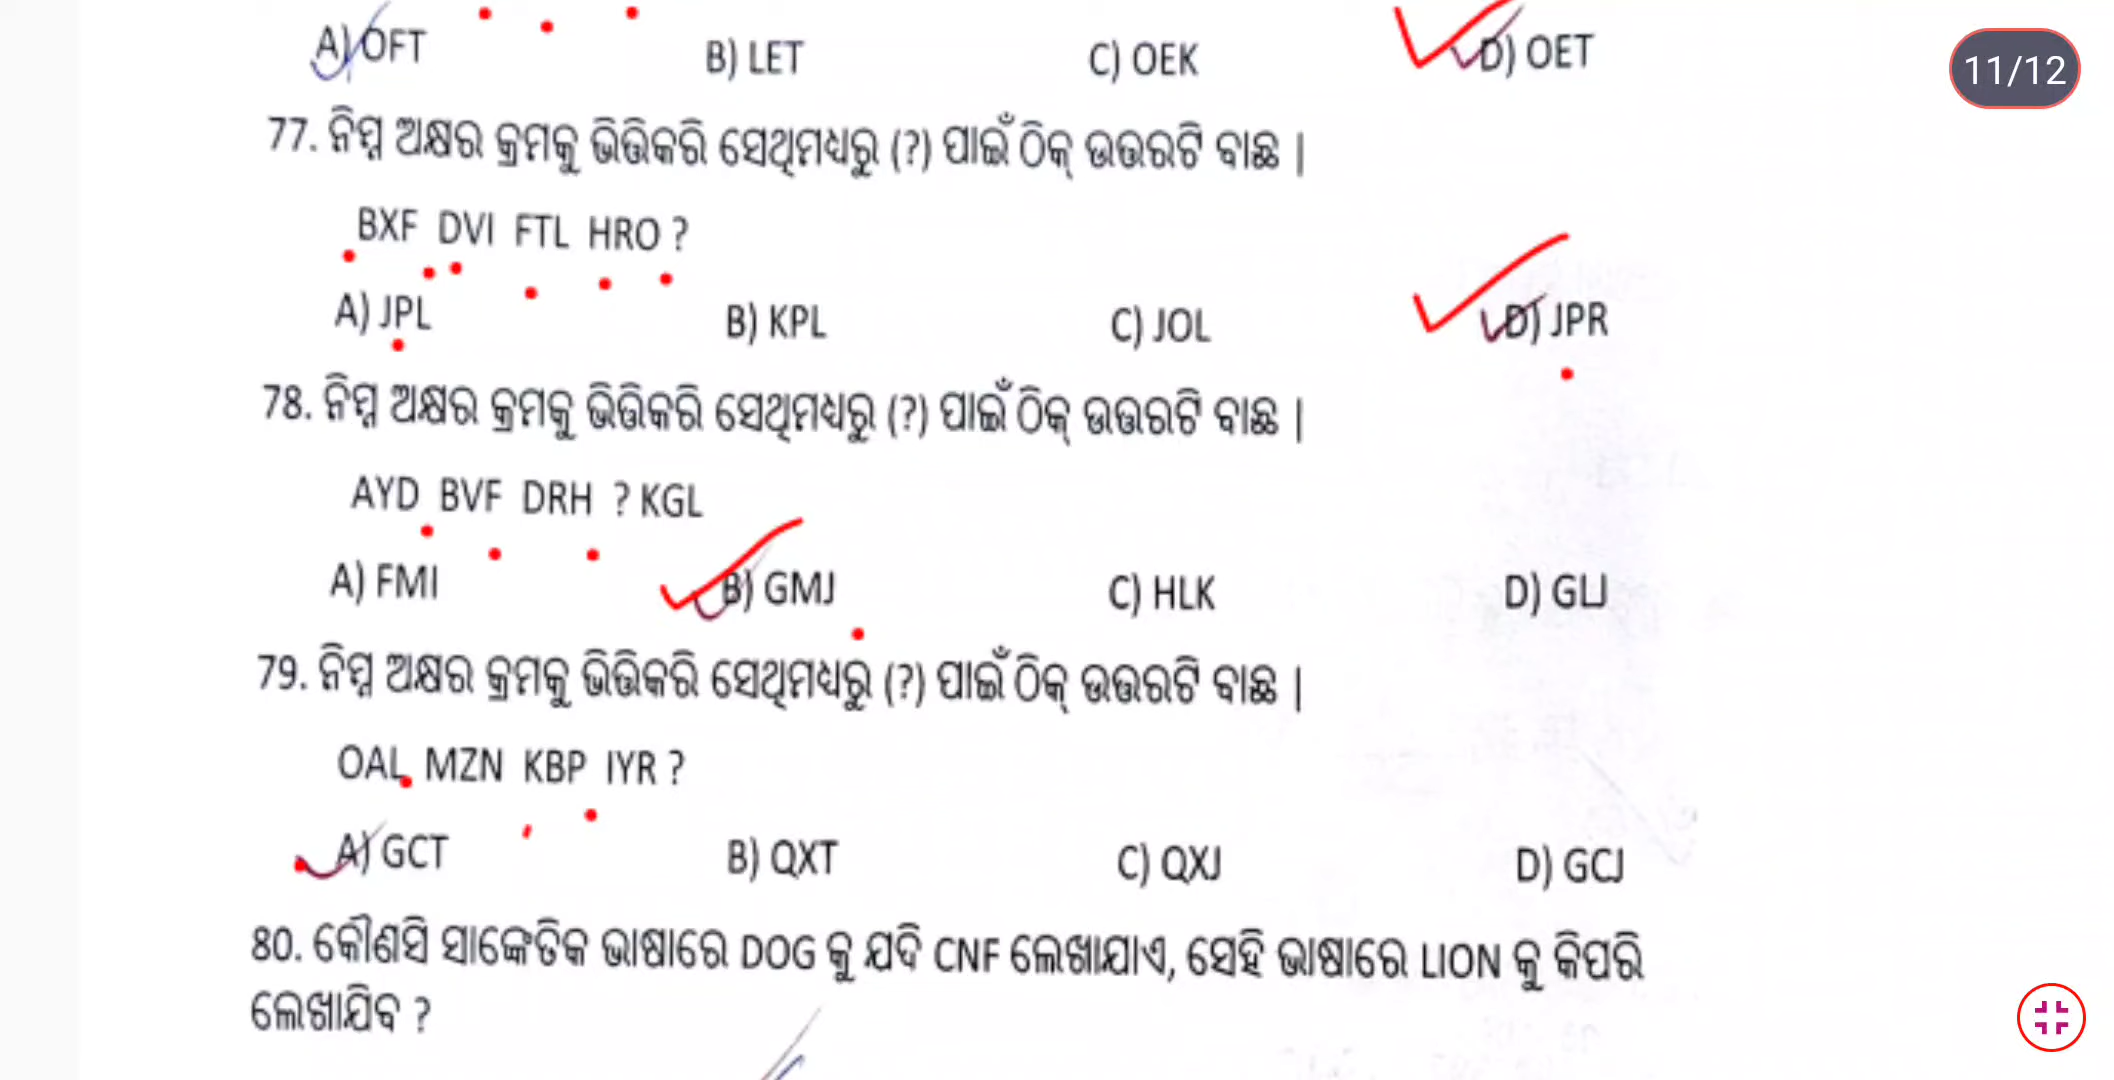 A) OFT B) LET C) OEK D) OET
11/12
77. ନିମ୍ନ ଅକ୍ଷର କ୍ରମକୁ ଭିତ୍ତିକରି ସେଥିମଧ୍ୟରୁ (?) ପାଇଁ ଠିକ୍ ଉତ୍ତରଟି ବାଛ |
BXF DVI FTL HRO ?
A) JPL B) KPL C) JOL D) JPR
78. ନିମ୍ନ ଅକ୍ଷର କ୍ରମକୁ ଭିତ୍ତିକରି ସେଥିମଧ୍ୟରୁ (?) ପାଇଁ ଠିକ୍ ଉତ୍ତରଟି ବାଛ |
AYD BVF DRH ? KGL
A) FMI B) GMJ C) HLK D) GLJ
79. ନିମ୍ନ ଅକ୍ଷର କ୍ରମକୁ ଭିତ୍ତିକରି ସେଥିମଧ୍ୟରୁ (?) ପାଇଁ ଠିକ୍ ଉତ୍ତରଟି ବାଛ |
OAL MZN KBP IYR ?
A) GCT B) QXT C) QXJ D) GCJ
80. କୌଣସି ସାଙ୍କେତିକ ଭାଷାରେ DOG କୁ ଯଦି CNF ଲେଖାଯାଏ, ସେହି ଭାଷାରେ LION କୁ କିପରି
ଲେଖାଯିବ ?